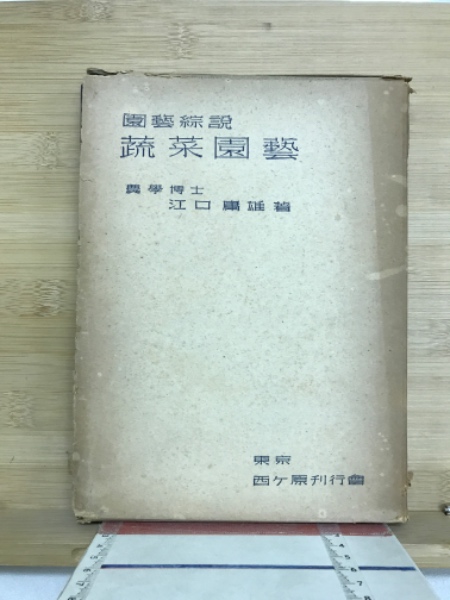 園藝綜說
蔬菜園藝
農學博士
江口庸雄著
東京
西ケ原刊行會